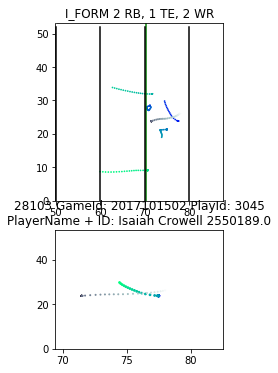 I_FORM 2 RB, 1 TE, 2 WR
50
40
30
20
10
0
50 60 70 80
28103 GameId: 2017101502 PlayId: 3045
PlayerName + ID: Isaiah Crowell 2550189.0
40
20
0
70 75 80